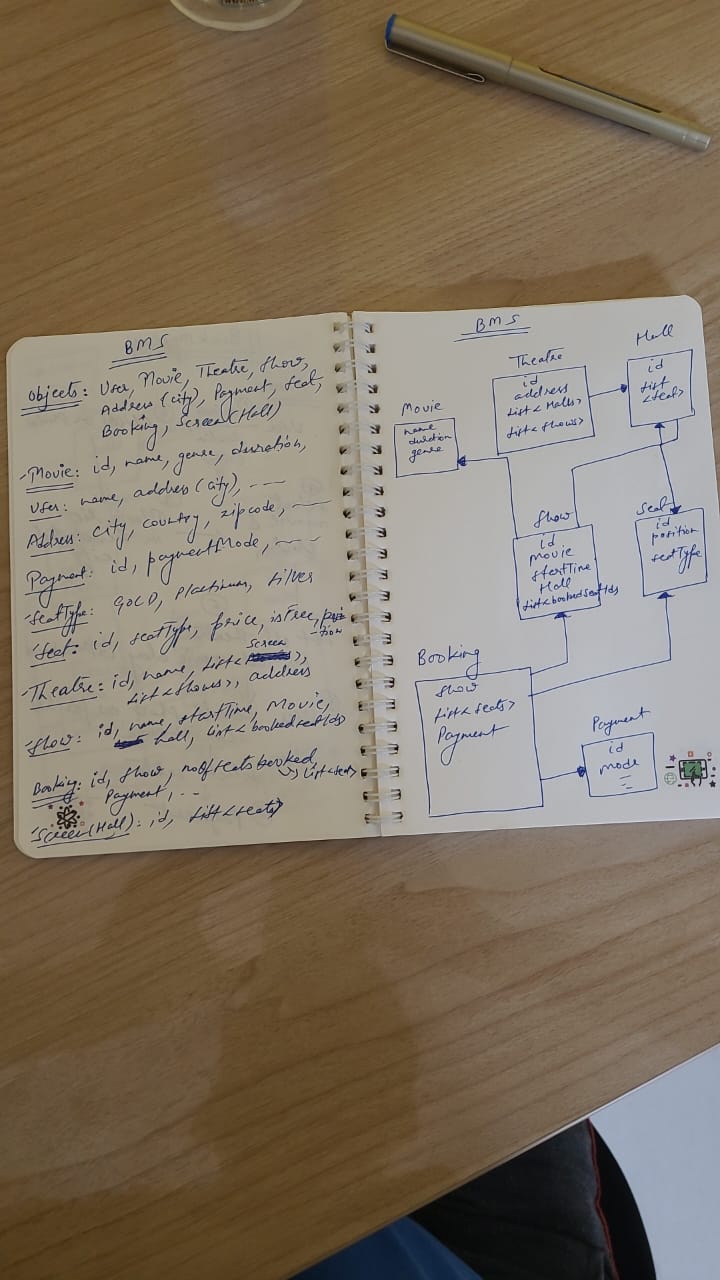 BMS
Objects: User, Movie, Theatre, Show,
Address (city), Payment, Seat,
Booking, Screen (Hall)
Movie: id, name, genre, duration,
User: name, address (city), ---
Address: city, country, zipcode, ---
Payment: id, paymentMode, ---
SeatType: GOLD, Platinum, Silver
Seat: id, seatType, price, isFree, position
Screen
Theatre: id, name, List< >,
List<Shows>, address
Show: id, name, startTime, Movie,
hall, List<bookedSeatIds>
Booking: id, Show, noOfSeatsbooked,
List<Seat>
Payment, --
Screen (Hall): id, List<Seats>
BMS
Hall
id
List
<Seat>
Theatre
id
address
List<Halls>
List<Shows>
Movie
name
duration
genre
Show
id
movie
startTime
Hall
List<bookedSeatIds>
Seat
id
position
seatType
Booking
Show
List<seats>
Payment
Payment
id
mode